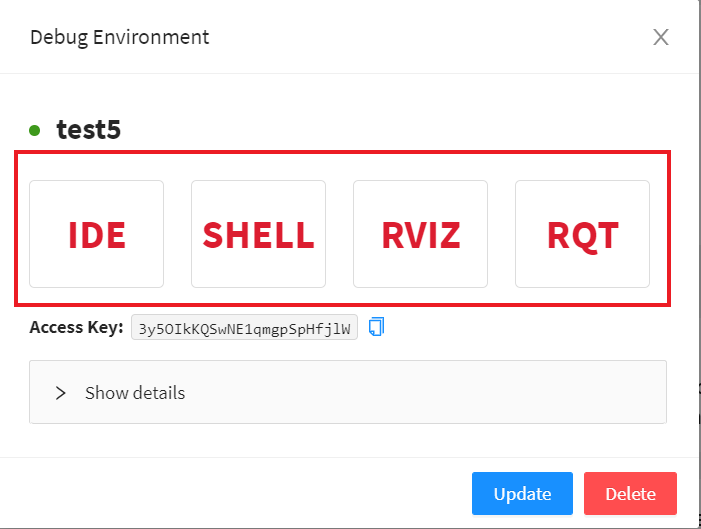 Debug Environment
test5
IDE SHELL RVIZ RQT
Access Key: 3y5OIkKQSwNE1qmgpSpHfjlW
Show details
Update Delete